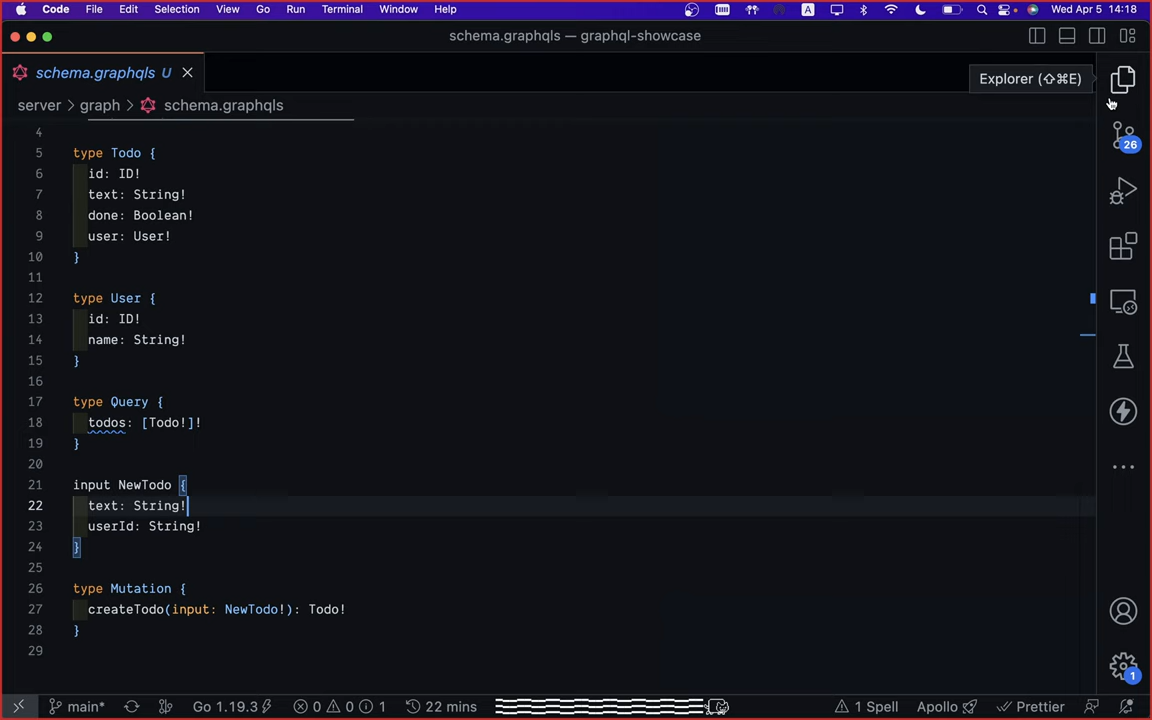 Code File Edit Selection View Go Run Terminal Window Help A Wed Apr 5 14:18
schema.graphqls — graphql-showcase
schema.graphqls U
Explorer (⇧⌘E)
server > graph > schema.graphqls
4
5 type Todo {
6 id: ID!
7 text: String!
8 done: Boolean!
9 user: User!
10 }
11
12 type User {
13 id: ID!
14 name: String!
15 }
16
17 type Query {
18 todos: [Todo!]!
19 }
20
21 input NewTodo {
22 text: String!
23 userId: String!
24 }
25
26 type Mutation {
27 createTodo(input: NewTodo!): Todo!
28 }
29
26
1
main* Go 1.19.3 0 0 1 22 mins 1 Spell Apollo Prettier